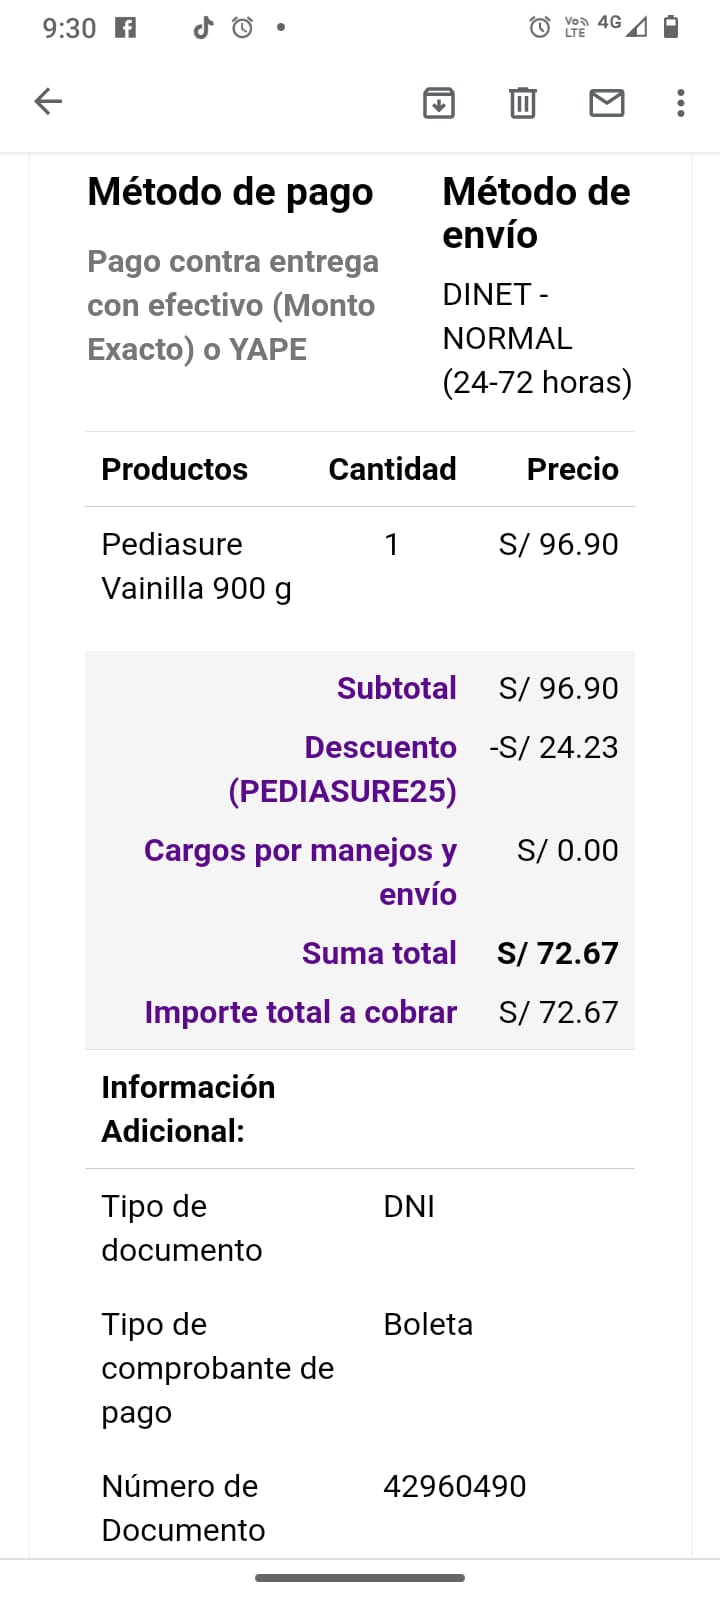 9:30
Vo)) LTE 4G
Método de pago
Método de
envío
Pago contra entrega
con efectivo (Monto
Exacto) o YAPE
DINET -
NORMAL
(24-72 horas)
Productos Cantidad Precio
Pediasure 1 S/ 96.90
Vainilla 900 g
Subtotal S/ 96.90
Descuento -S/ 24.23
(PEDIASURE25)
Cargos por manejos y S/ 0.00
envío
Suma total S/ 72.67
Importe total a cobrar S/ 72.67
Información
Adicional:
Tipo de DNI
documento
Tipo de Boleta
comprobante de
pago
Número de 42960490
Documento